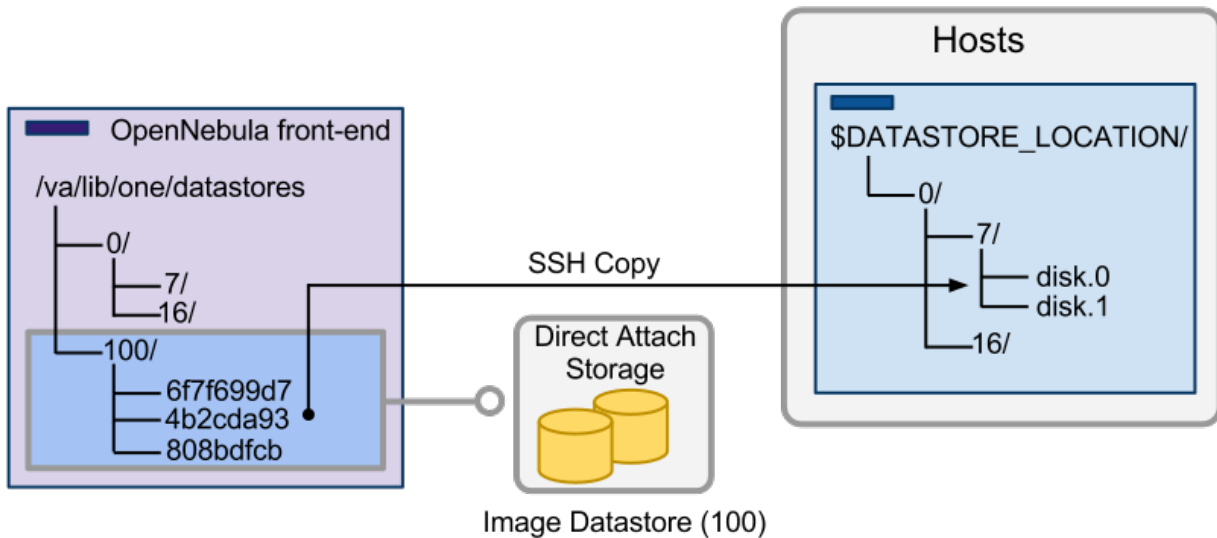 Hosts
OpenNebula front-end
/va/lib/one/datastores
0/
7/
16/
100/
6f7f699d7
4b2cda93
808bdfcb
SSH Copy
Direct Attach
Storage
Image Datastore (100)
$DATASTORE_LOCATION/
0/
7/
disk.0
disk.1
16/